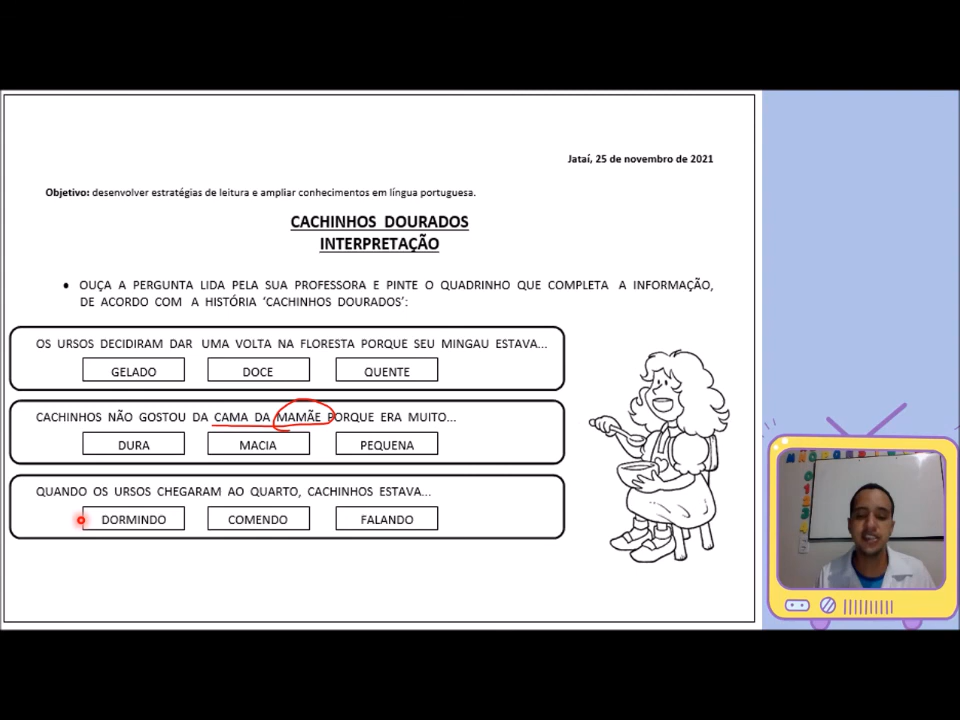 Jataí, 25 de novembro de 2021
Objetivo: desenvolver estratégias de leitura e ampliar conhecimentos em língua portuguesa.
CACHINHOS DOURADOS
INTERPRETAÇÃO
• OUÇA A PERGUNTA LIDA PELA SUA PROFESSORA E PINTE O QUADRINHO QUE COMPLETA A INFORMAÇÃO,
DE ACORDO COM A HISTÓRIA 'CACHINHOS DOURADOS':
OS URSOS DECIDIRAM DAR UMA VOLTA NA FLORESTA PORQUE SEU MINGAU ESTAVA...
GELADO DOCE QUENTE
CACHINHOS NÃO GOSTOU DA CAMA DA MAMÃE PORQUE ERA MUITO...
DURA MACIA PEQUENA
QUANDO OS URSOS CHEGARAM AO QUARTO, CACHINHOS ESTAVA...
DORMINDO COMENDO FALANDO